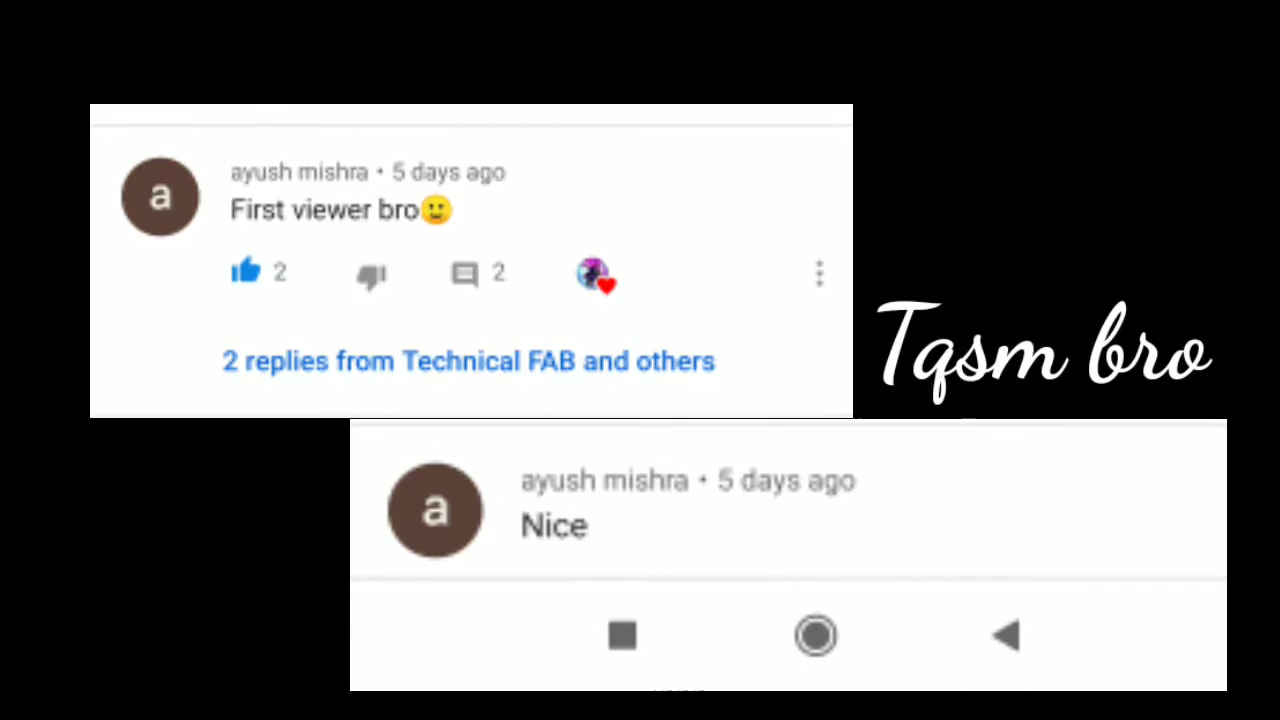 a
ayush mishra • 5 days ago
First viewer bro🙂
2
2
2 replies from Technical FAB and others
Tqsm bro
a
ayush mishra • 5 days ago
Nice